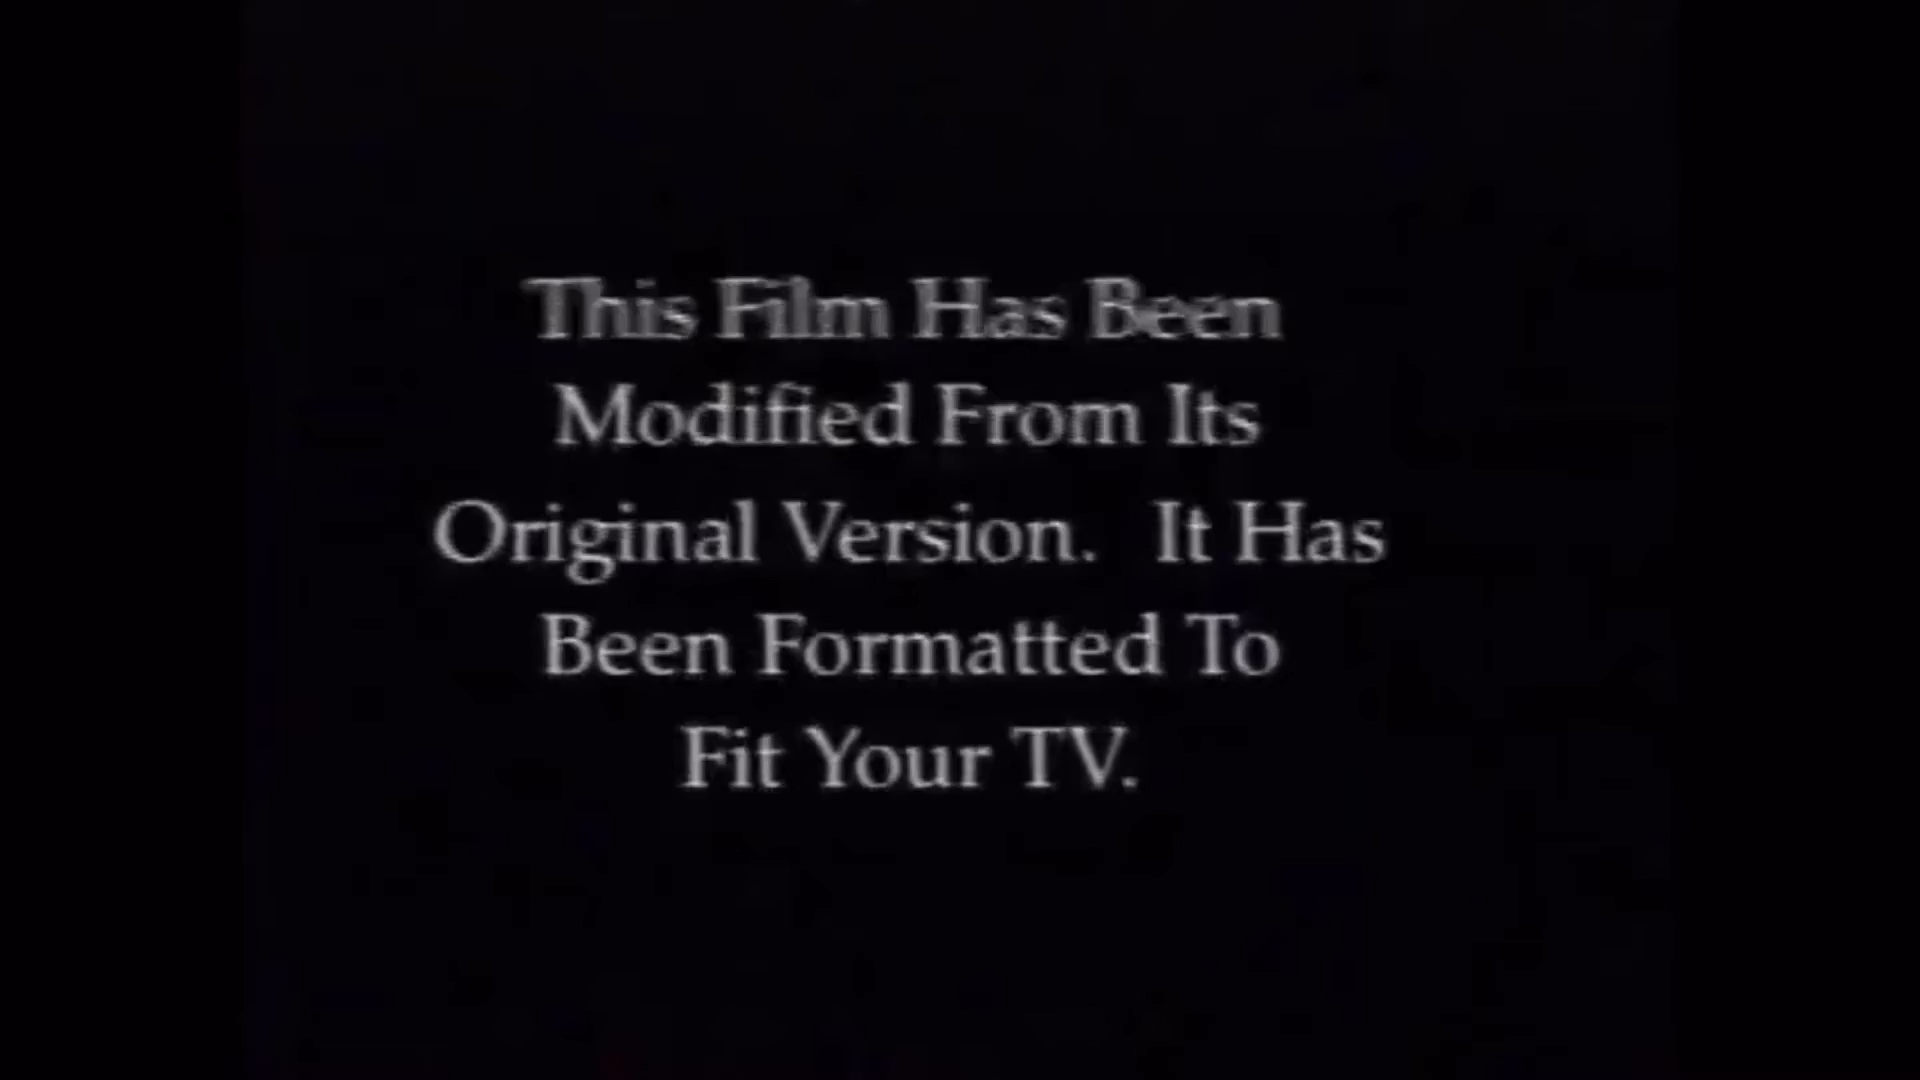 This Film Has Been
Modified From Its
Original Version.  It Has
Been Formatted To
Fit Your TV.